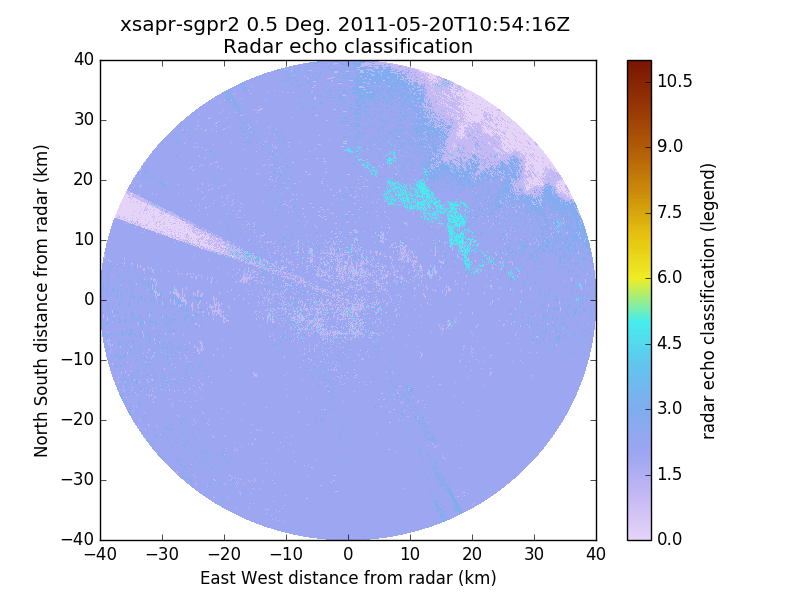 xsapr-sgpr2 0.5 Deg. 2011-05-20T10:54:16Z
Radar echo classification
40
30
20
10
0
−10
−20
−30
−40
North South distance from radar (km)
−40 −30 −20 −10 0 10 20 30 40
East West distance from radar (km)
10.5
9.0
7.5
6.0
4.5
3.0
1.5
0.0
radar echo classification (legend)